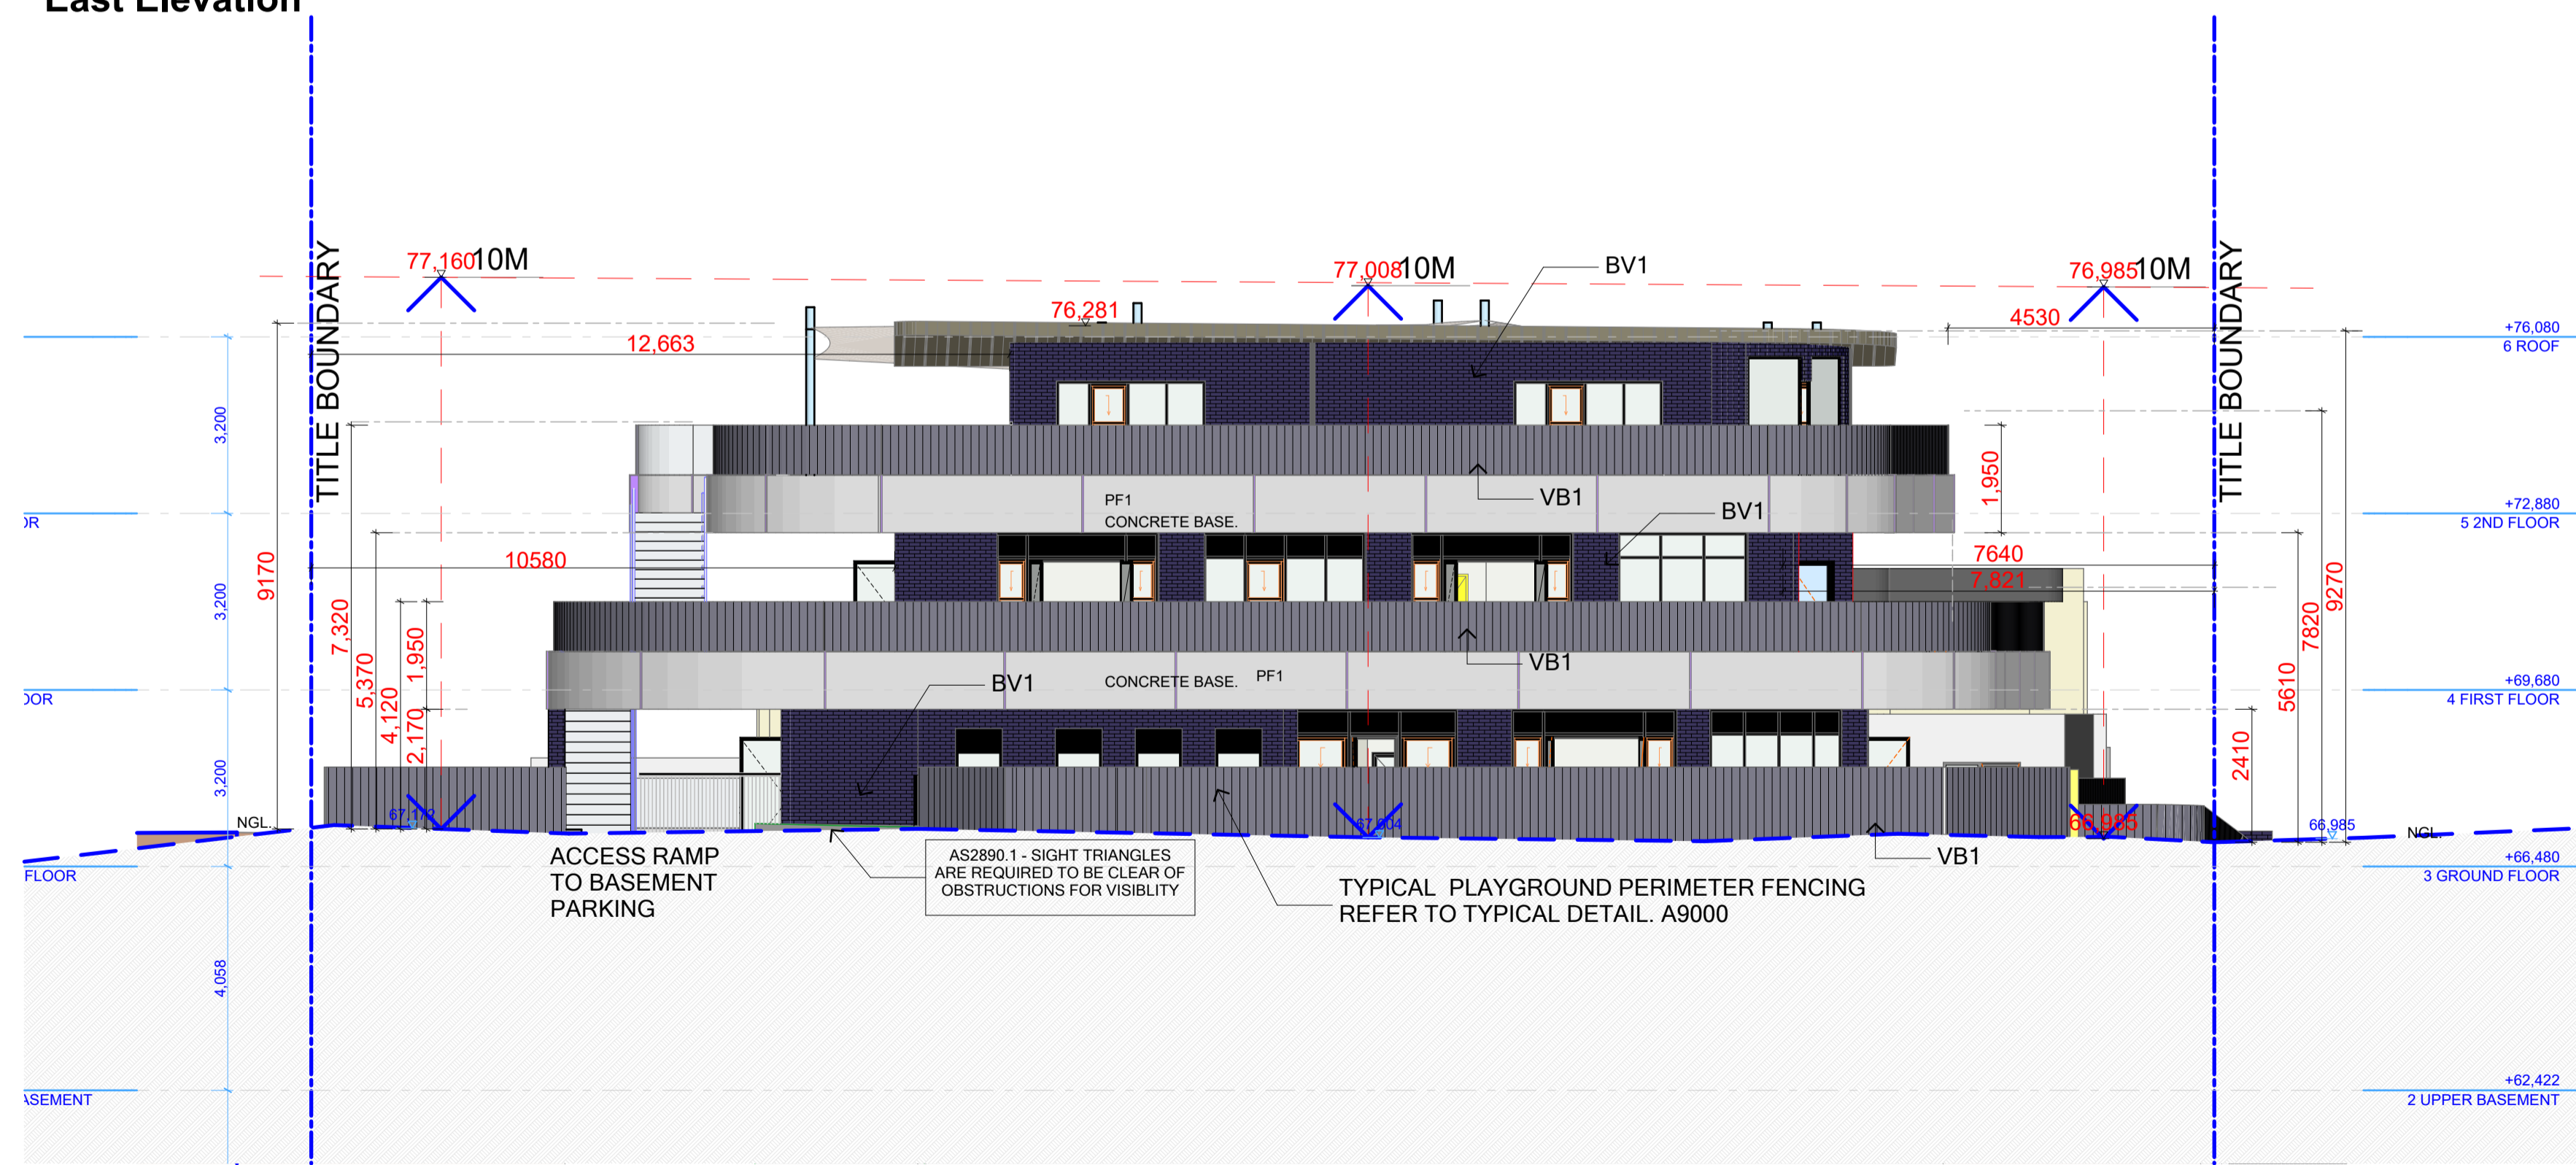 East Elevation
TITLE BOUNDARY
TITLE BOUNDARY
77,160
10M
77,008
10M
76,985
10M
BV1
76,281
4530
12,663
+76,080
6 ROOF
3,200
1,950
PF1
CONCRETE BASE.
VB1
BV1
+72,880
5 2ND FLOOR
OR
9170
7,320
5,370
4,120
1,950
2,170
10580
7640
7,821
3,200
9270
7820
5610
2410
VB1
BV1
CONCRETE BASE.
PF1
+69,680
4 FIRST FLOOR
OOR
3,200
NGL.
67,004
66,985
66,985
NGL.
ACCESS RAMP
TO BASEMENT
PARKING
AS2890.1 - SIGHT TRIANGLES
ARE REQUIRED TO BE CLEAR OF
OBSTRUCTIONS FOR VISIBLITY
VB1
TYPICAL PLAYGROUND PERIMETER FENCING
REFER TO TYPICAL DETAIL. A9000
+66,480
3 GROUND FLOOR
FLOOR
4,058
+62,422
2 UPPER BASEMENT
ASEMENT